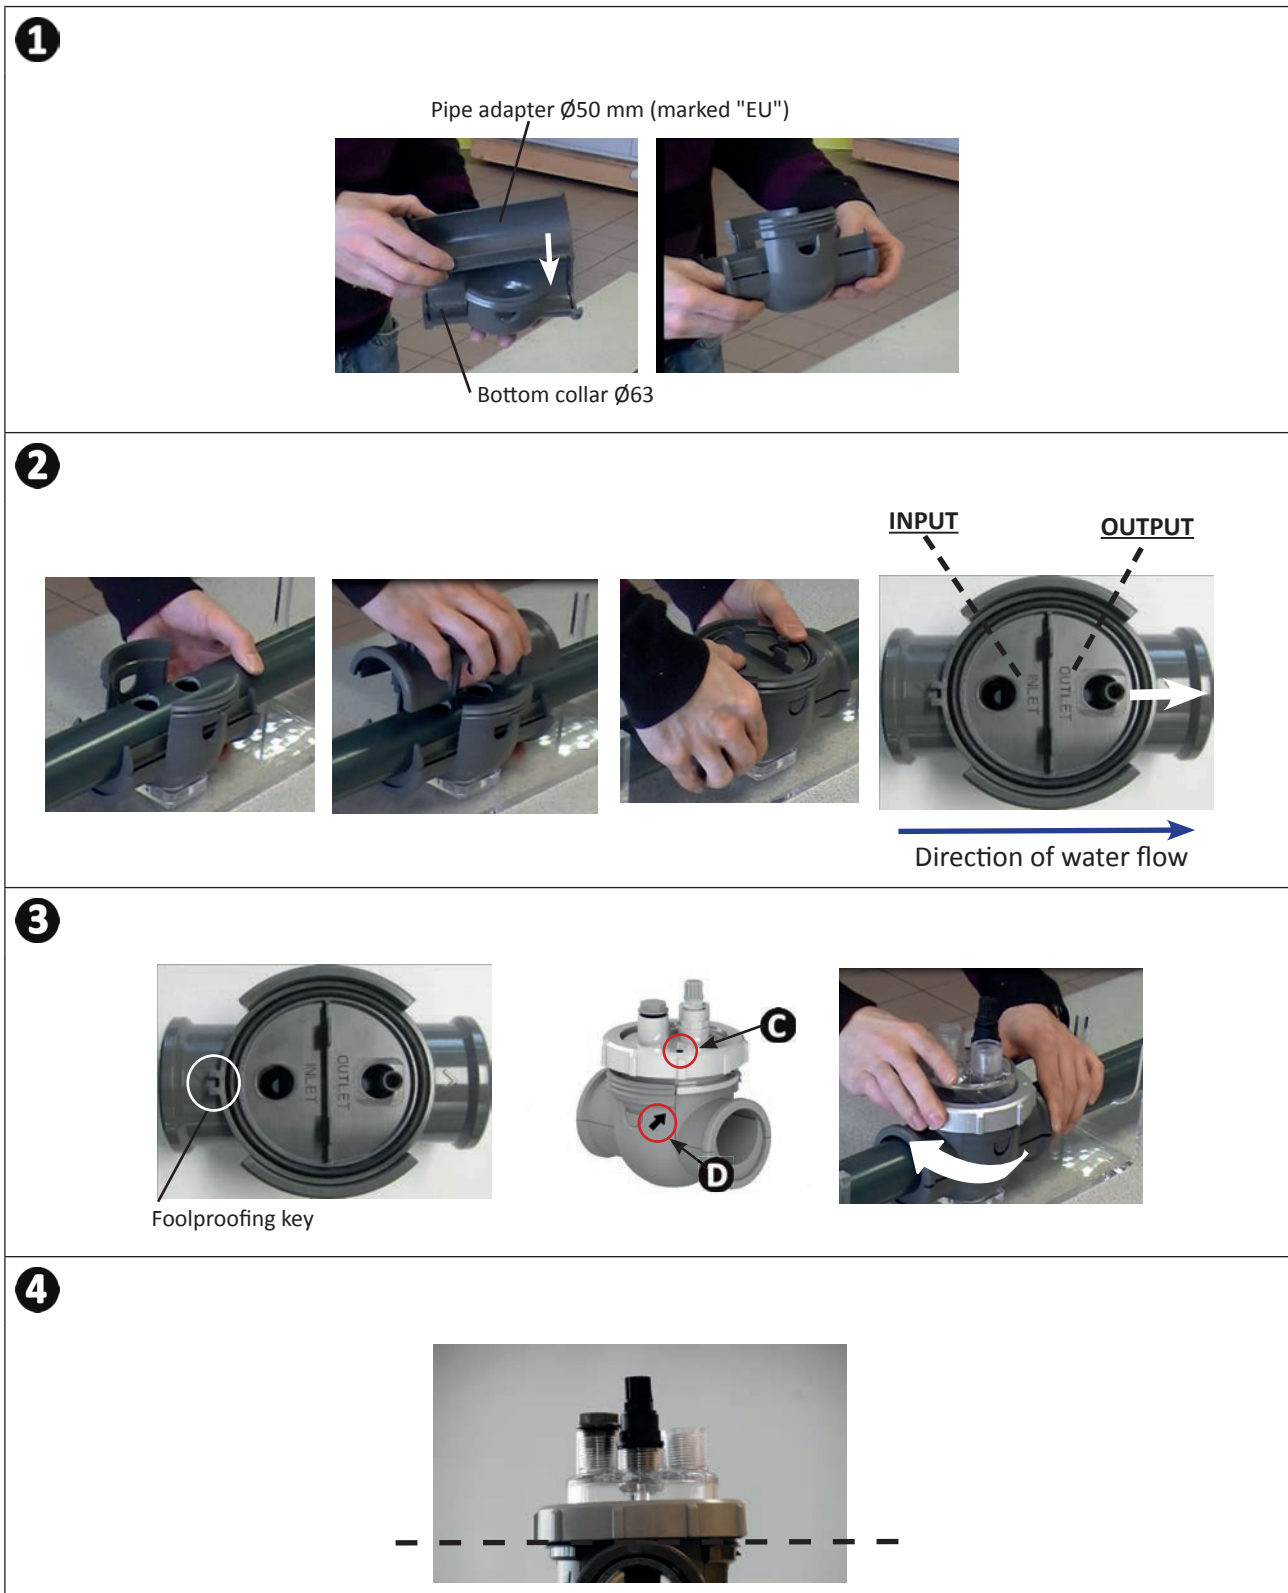 1
Pipe adapter Ø50 mm (marked "EU")
Bottom collar Ø63
2
INPUT
OUTPUT
INLET
OUTLET
Direction of water flow
3
INLET
OUTLET
C
D
Foolproofing key
4